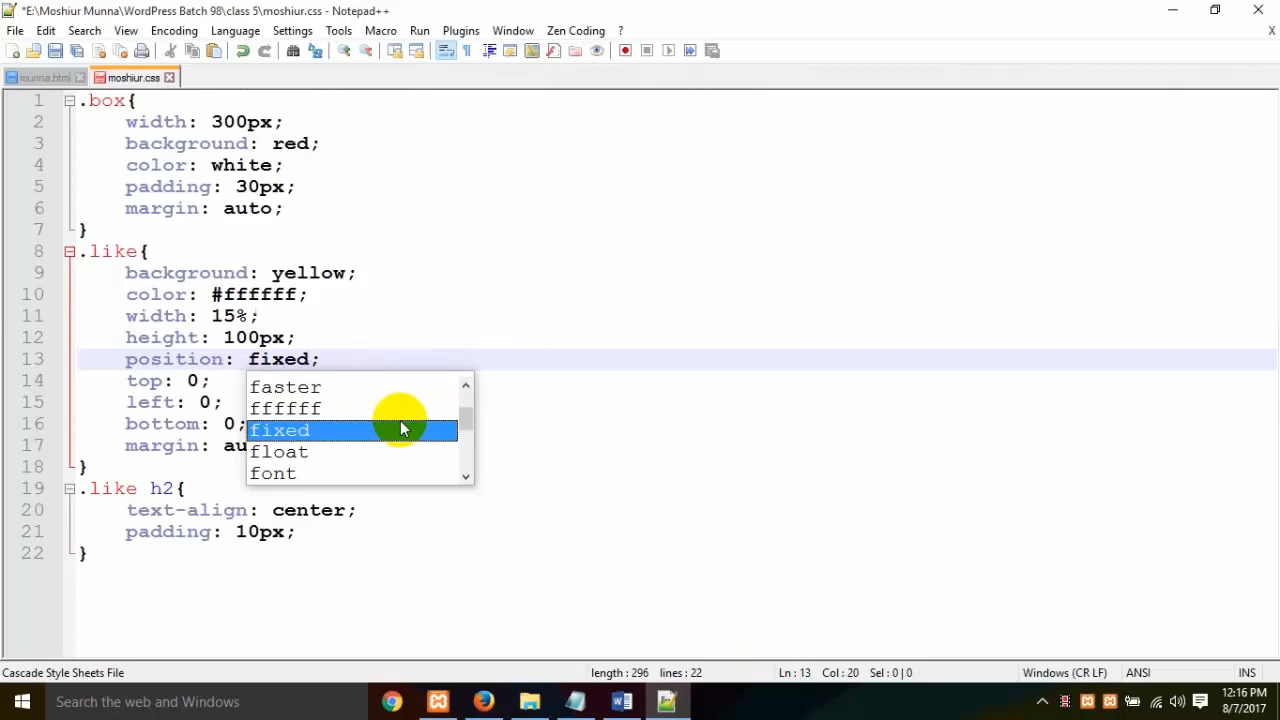 *E:\Moshiur Munna\WordPress Batch 98\class 5\moshiur.css - Notepad++
File Edit Search View Encoding Language Settings Tools Macro Run Plugins Window Zen Coding ? X
munna.html moshiur.css
1 .box{
2 width: 300px;
3 background: red;
4 color: white;
5 padding: 30px;
6 margin: auto;
7 }
8 .like{
9 background: yellow;
10 color: #ffffff;
11 width: 15%;
12 height: 100px;
13 position: fixed;
14 top: 0;
15 left: 0;
16 bottom: 0;
17 margin: au
18 }
19 .like h2{
20 text-align: center;
21 padding: 10px;
22 }
faster
ffffff
fixed
float
font
Cascade Style Sheets File length : 296 lines : 22 Ln : 13 Col : 20 Sel : 0 | 0 Windows (CR LF) ANSI INS
Search the web and Windows
12:16 PM
8/7/2017